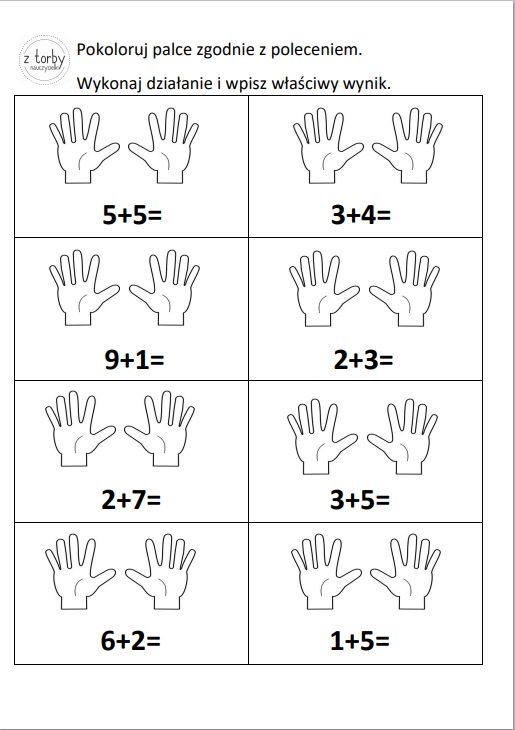 z torby
nauczycielki
Pokoloruj palce zgodnie z poleceniem.
Wykonaj działanie i wpisz właściwy wynik.
5+5=
3+4=
9+1=
2+3=
2+7=
3+5=
6+2=
1+5=